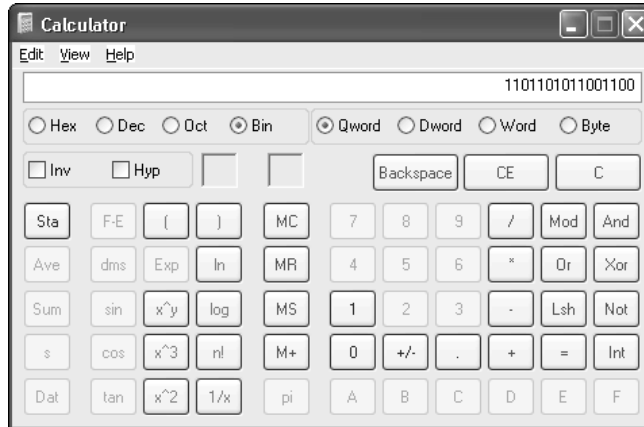 Calculator
Edit View Help
1101101011001100
Hex Dec Oct Bin Qword Dword Word Byte
Inv Hyp Backspace CE C
Sta F-E ( ) MC 7 8 9 / Mod And
Ave dms Exp ln MR 4 5 6 * Or Xor
Sum sin x^y log MS 1 2 3 - Lsh Not
s cos x^3 n! M+ 0 +/- . + = Int
Dat tan x^2 1/x pi A B C D E F